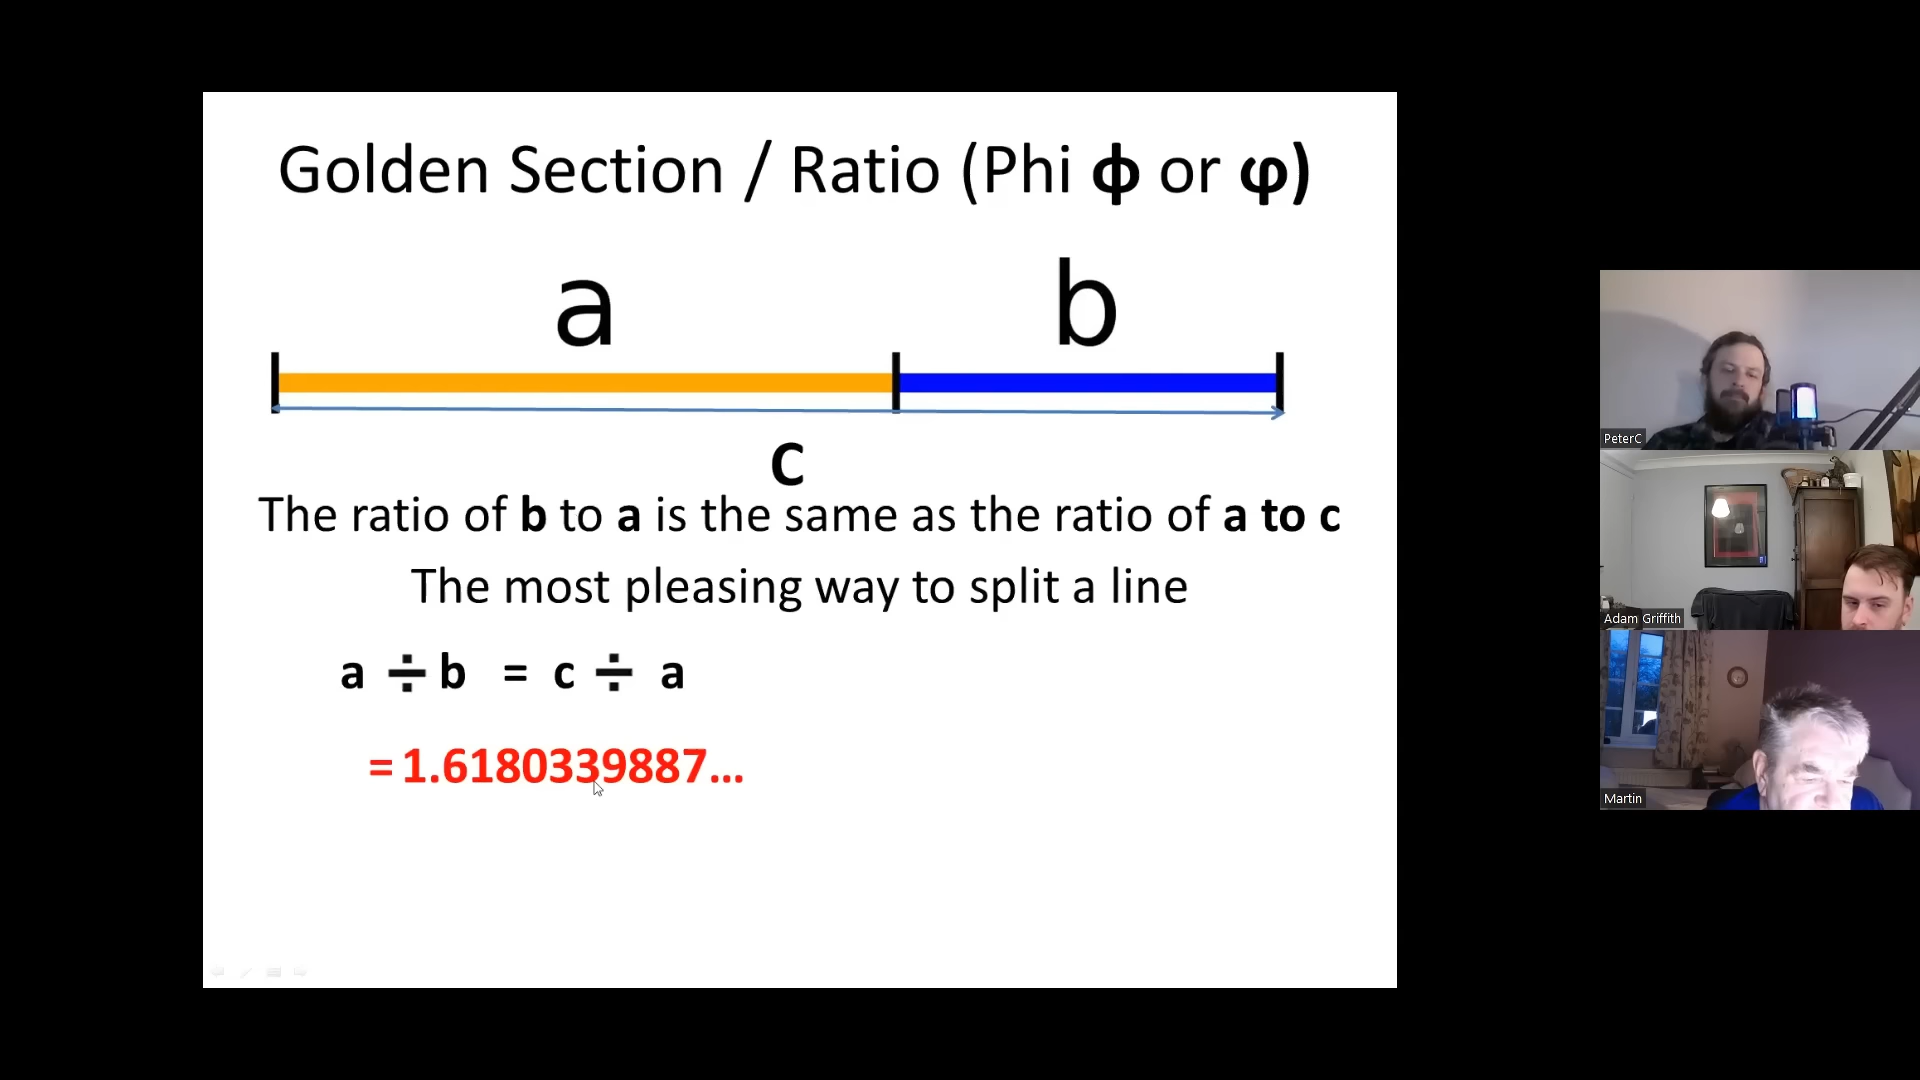 Golden Section / Ratio (Phi ϕ or φ)
a
b
c
The ratio of b to a is the same as the ratio of a to c
The most pleasing way to split a line
a ÷ b = c ÷ a
= 1.6180339887...
PeterC
Adam Griffith
Martin